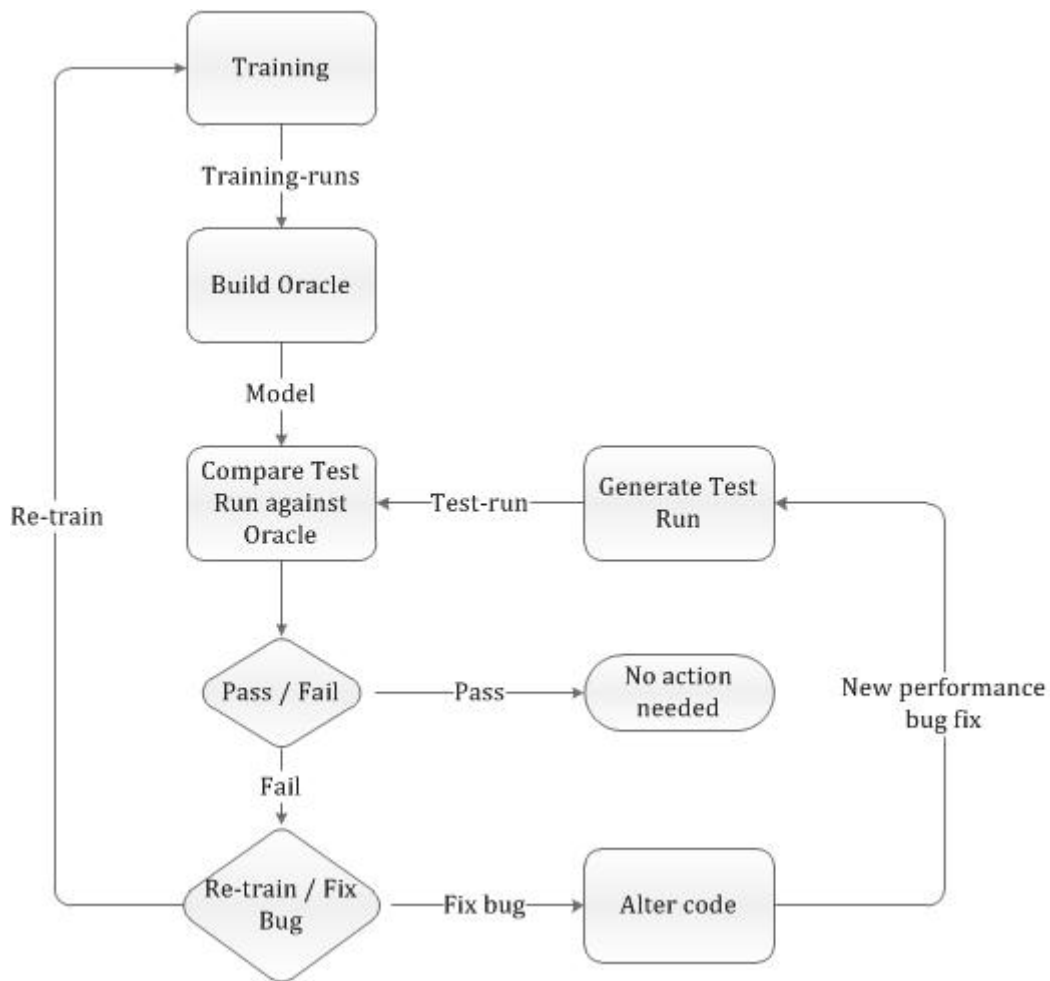 Training
Training-runs
Build Oracle
Model
Compare Test
Run against
Oracle
Test-run
Generate Test
Run
Re-train
Pass / Fail
Pass
No action
needed
New performance
bug fix
Fail
Re-train / Fix
Bug
Fix bug
Alter code